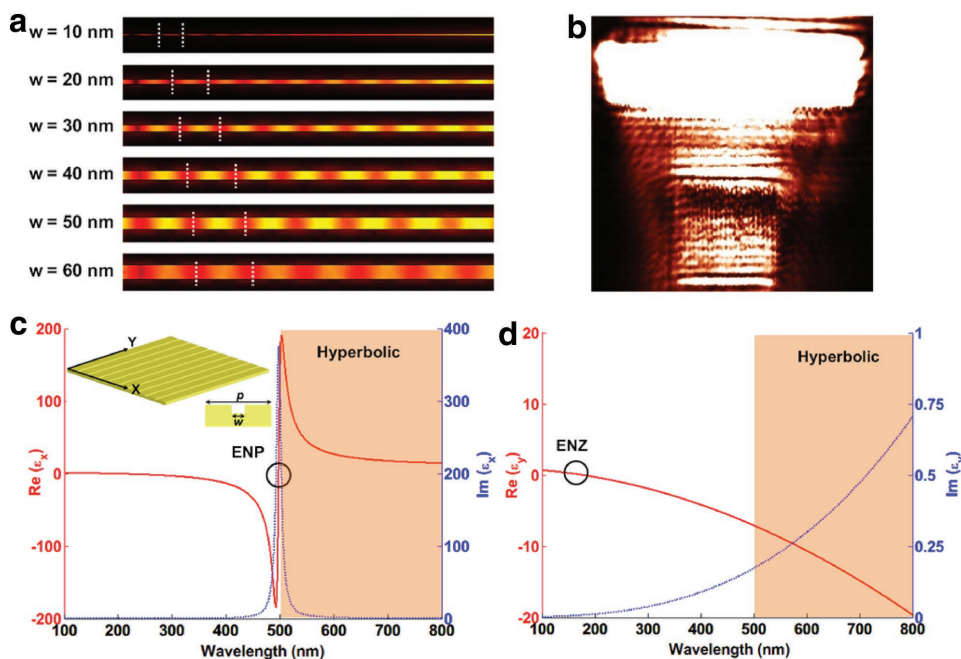 a
w = 10 nm
w = 20 nm
w = 30 nm
w = 40 nm
w = 50 nm
w = 60 nm
b
c
200
100
0
-100
-200
Re (εx)
Y
X
p
w
ENP
Hyperbolic
400
300
200
100
0
Im (εx)
100 200 300 400 500 600 700 800
Wavelength (nm)
d
20
10
0
-10
-20
Re (εy)
ENZ
Hyperbolic
1
0.75
0.5
0.25
0
Im (εy)
100 200 300 400 500 600 700 800
Wavelength (nm)